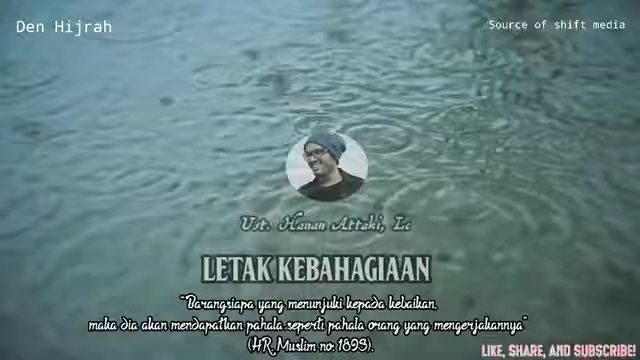 Den Hijrah
Source of shift media
Ust. Hanan Attaki, Lc
LETAK KEBAHAGIAAN
"Barangsiapa yang menunjuki kepada kebaikan,
maka dia akan mendapatkan pahala seperti pahala orang yang mengerjakannya"
(HR. Muslim no. 1893).
LIKE, SHARE, AND SUBSCRIBE!